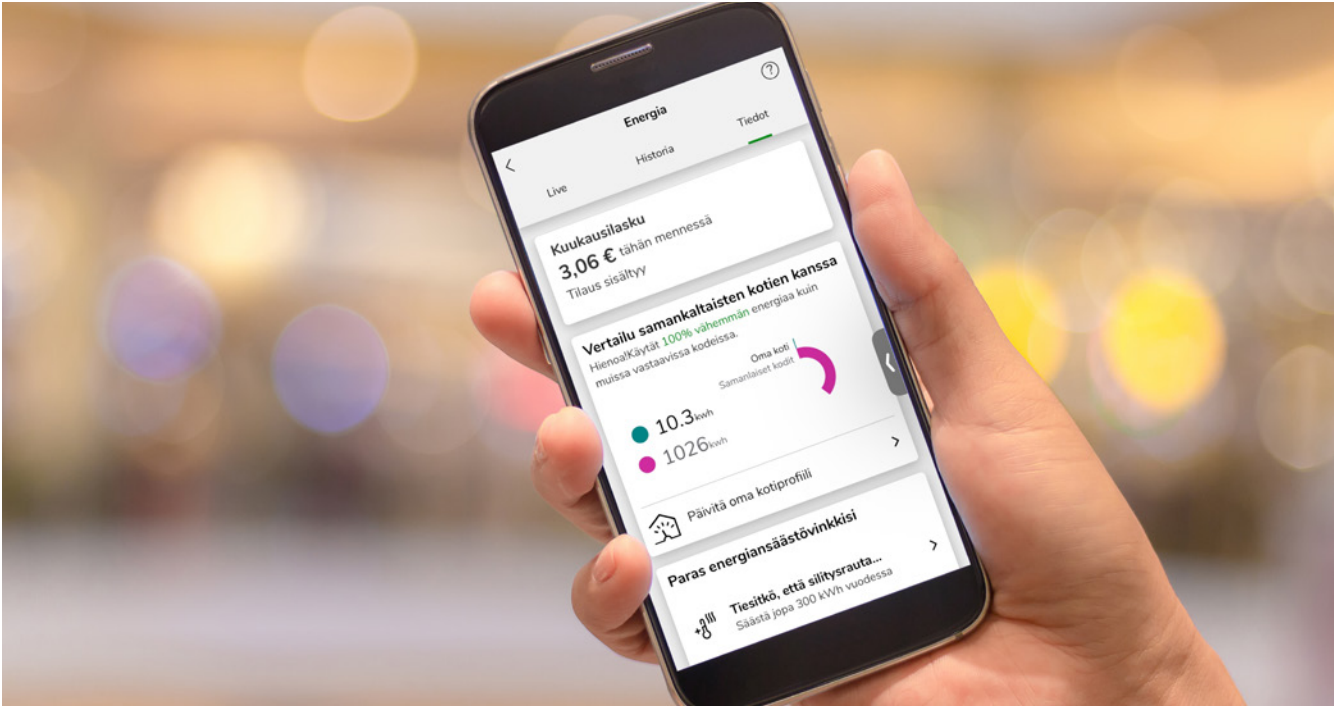 Energia
?
Live
Historia
Tiedot
Kuukausilasku
3,06 € tähän mennessä
Tilaus sisältyy
Vertailu samankaltaisten kotien kanssa
Hienoa!Käytät 100% vähemmän energiaa kuin
muissa vastaavissa kodeissa.
Oma koti
Samanlaiset kodit
10.3kwh
1026kwh
Päivitä oma kotiprofiili
Paras energiansäästövinkkisi
Tiesitkö, että silitysrauta...
Säästä jopa 300 kWh vuodessa